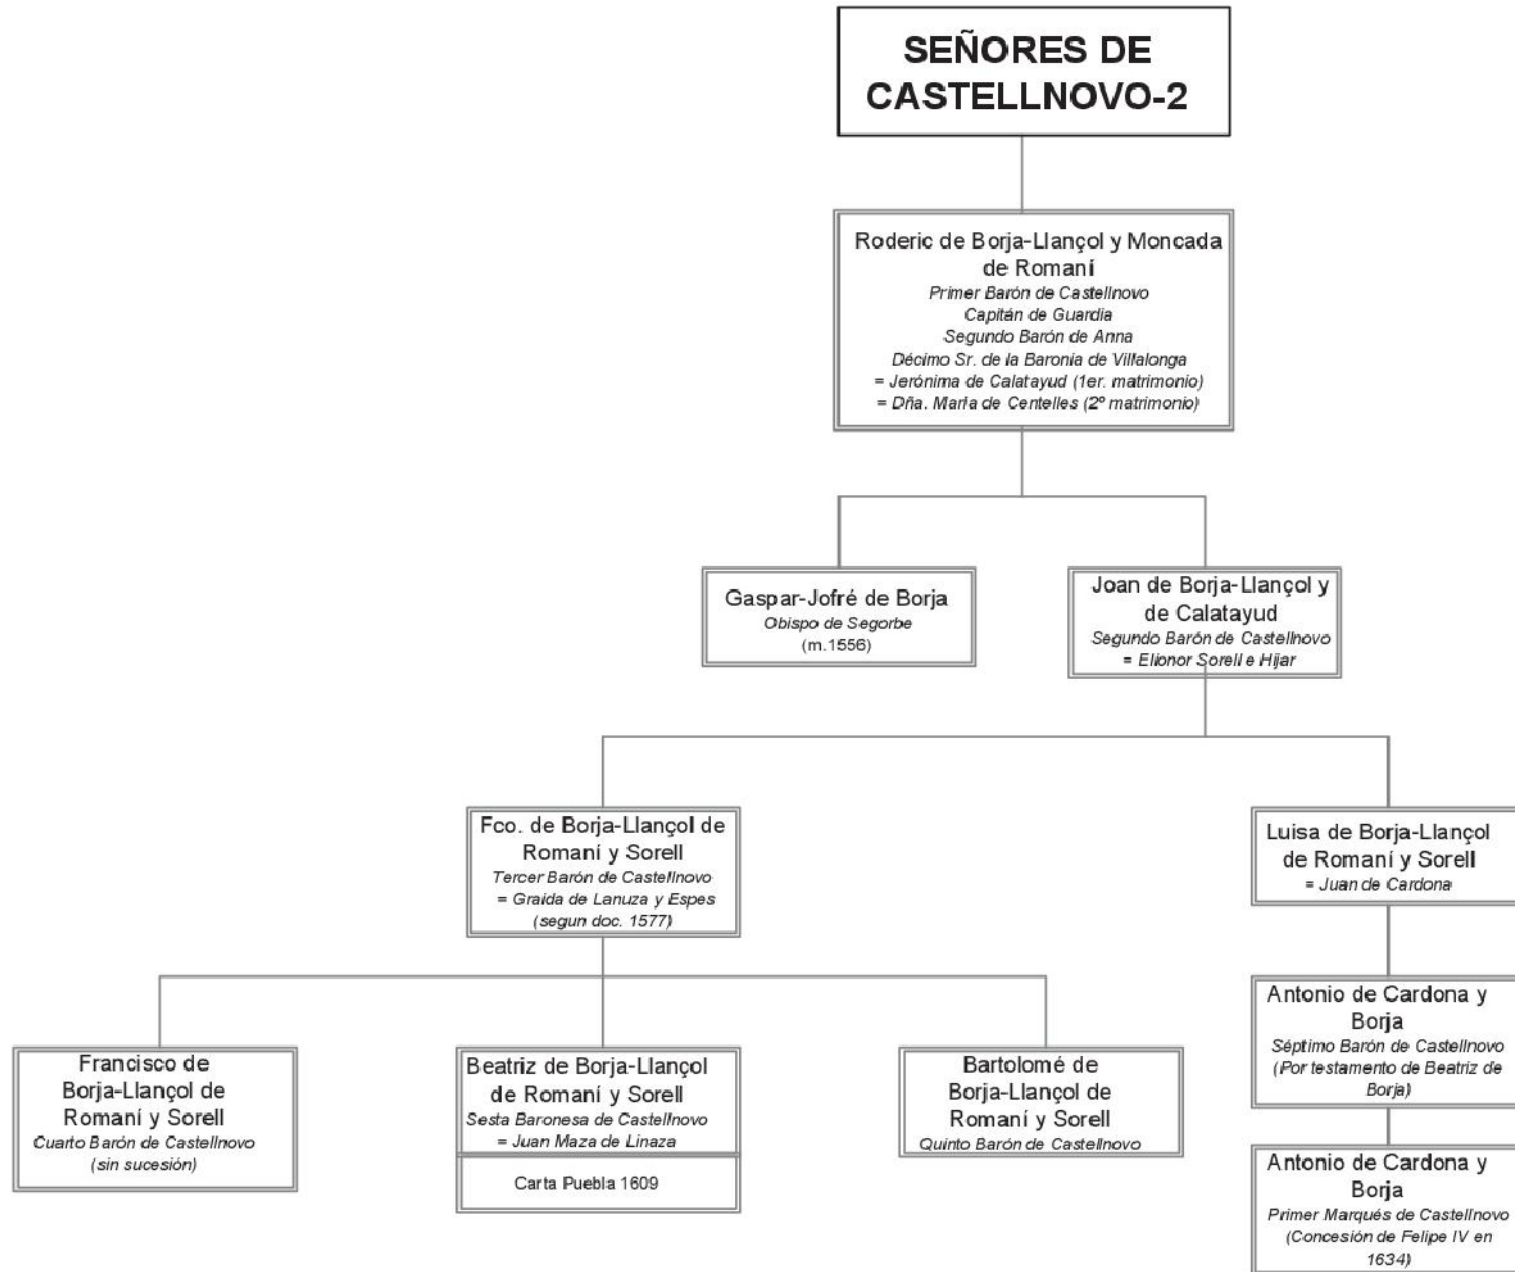 SEÑORES DE
CASTELLNOVO-2
Roderic de Borja-Llançol y Moncada
de Romaní
Primer Barón de Castellnovo
Capitán de Guardia
Segundo Barón de Anna
Décimo Sr. de la Baronia de Villalonga
= Jerónima de Calatayud (1er. matrimonio)
= Dña. Maria de Centelles (2º matrimonio)
Gaspar-Jofré de Borja
Obispo de Segorbe
(m.1556)
Joan de Borja-Llançol y
de Calatayud
Segundo Barón de Castellnovo
= Elionor Sorell e Hijar
Fco. de Borja-Llançol de
Romaní y Sorell
Tercer Barón de Castellnovo
= Graida de Lanuza y Espes
(segun doc. 1577)
Luisa de Borja-Llançol
de Romaní y Sorell
= Juan de Cardona
Francisco de
Borja-Llançol de
Romaní y Sorell
Cuarto Barón de Castellnovo
(sin sucesión)
Beatriz de Borja-Llançol
de Romaní y Sorell
Sesta Baronesa de Castellnovo
= Juan Maza de Linaza
Carta Puebla 1609
Bartolomé de
Borja-Llançol de
Romaní y Sorell
Quinto Barón de Castellnovo
Antonio de Cardona y
Borja
Séptimo Barón de Castellnovo
(Por testamento de Beatriz de
Borja)
Antonio de Cardona y
Borja
Primer Marqués de Castellnovo
(Concesión de Felipe IV en
1634)